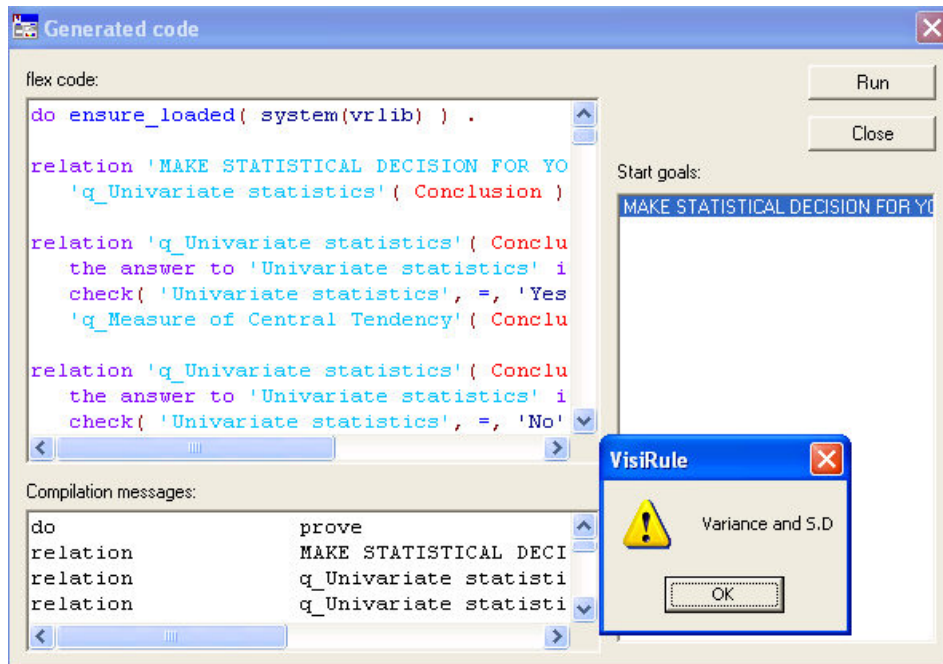 Generated code
flex code:
do ensure_loaded( system(vrlib) ) .
relation 'MAKE STATISTICAL DECISION FOR YO
'q_Univariate statistics'( Conclusion )
relation 'q_Univariate statistics'( Conclu
the answer to 'Univariate statistics' i
check( 'Univariate statistics', =, 'Yes
'q_Measure of Central Tendency'( Conclu
relation 'q_Univariate statistics'( Conclu
the answer to 'Univariate statistics' i
check( 'Univariate statistics', =, 'No'
Run
Close
Start goals:
MAKE STATISTICAL DECISION FOR YO
Compilation messages:
do prove
relation MAKE STATISTICAL DECI
relation q_Univariate statisti
relation q_Univariate statisti
VisiRule
Variance and S.D
OK